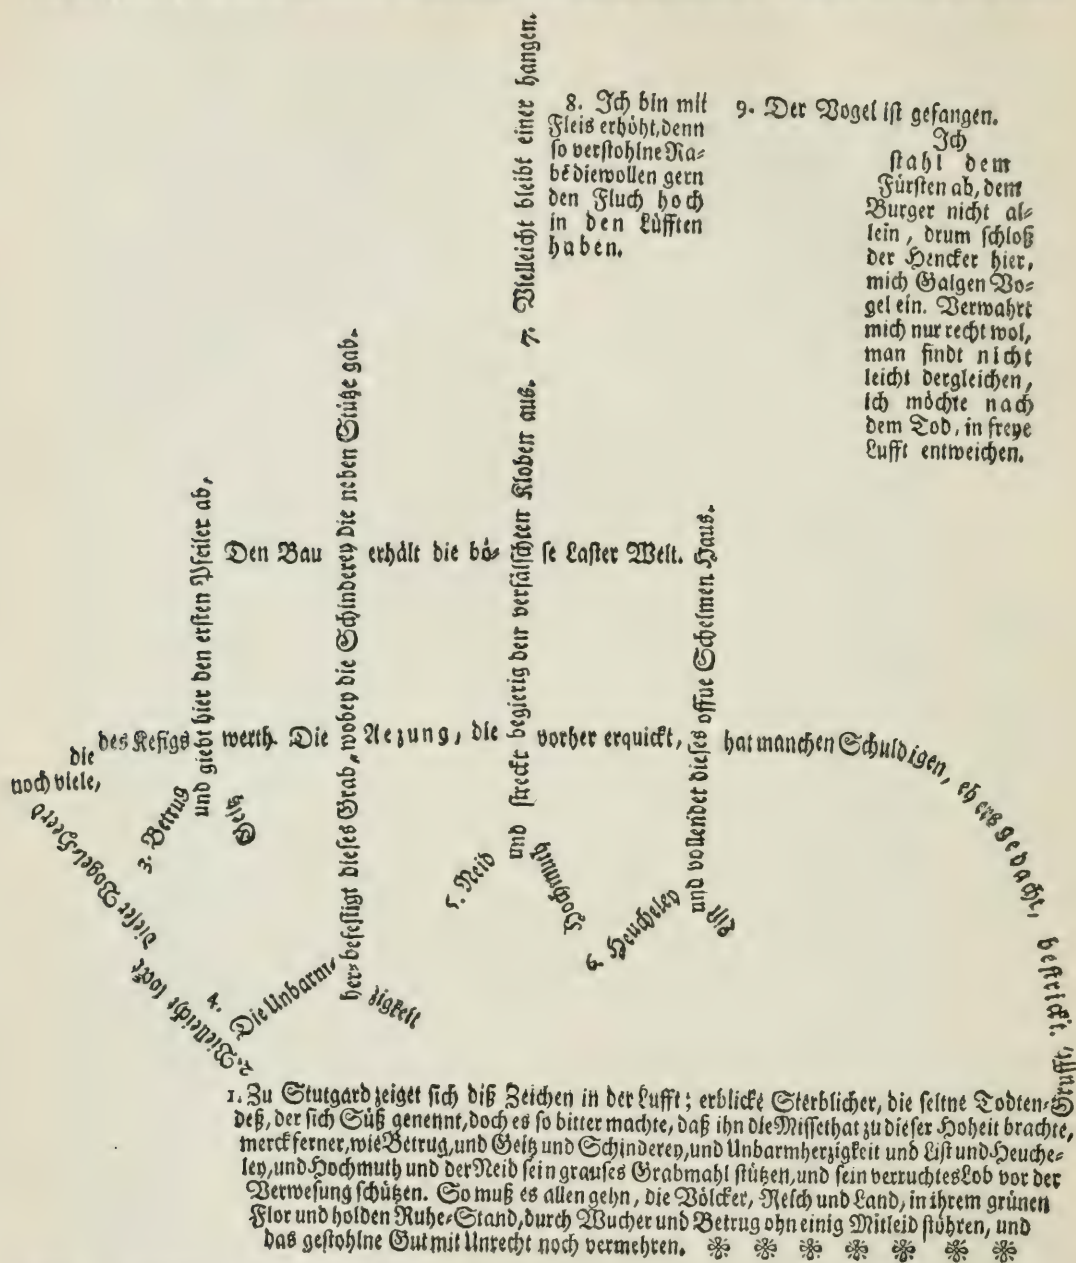 1. Zu Stutgard zeiget sich diß Zeichen in der Lufft; erblicke Sterblicher, die seltne Todten-Grufft,
deß, der sich Süß genennt, doch es so bitter machte, daß ihn die Missethat zu dieser Hoheit brachte,
merck ferner, wie Betrug, und Geitz und Schinderey, und Unbarmhertzigkeit und List und Heuche-
ley, und Hochmuth und der Neid sein grauses Grabmahl stützen, und sein verruchtes Lob vor der
Verwesung schützen. So muß es allen gehn, die Völcker, Reich und Land, in ihrem grünen
Flor und holden Ruhe-Stand, durch Wucher und Betrug ohn einig Mitleid stühren, und
das gestohlne Gut mit Unrecht noch vermehren.
2. Vielleicht lockt dieser Vogel-Heerd
noch viele,
die
des Kefigs werth. Die Aezung, die vorher erquickt, hat manchen Schuldigen, eh ers gedacht, bestrickt.
3. Betrug
Geitz
und giebt hier den ersten Pfeiler ab,
4. Die Unbarm-
her-
zigkeit
befestigt dieses Grab, wobey die Schinderey die neben Stütze gab.
5. Neid
und
Hochmuth
streckt begierig den verfälschten Kloben aus.
6. Heucheley
List
und vollendet dieses offne Schelmen Haus.
Den Bau erhält die bö- se Laster Welt.
7. Vielleicht bleibt einer hangen.
8. Ich bin mit
Fleis erhöht, denn
so verstohlne Ra-
be die wollen gern
den Fluch hoch
in den Lüfften
haben.
9. Der Vogel ist gefangen.
Ich
stahl dem
Fürsten ab, dem
Burger nicht al-
lein, drum schloß
der Hencker hier,
mich Galgen Vo-
gel ein. Verwahrt
mich nur recht wol,
man findt nicht
leicht dergleichen,
ich möchte nach
dem Tod, in freye
Lufft entweichen.